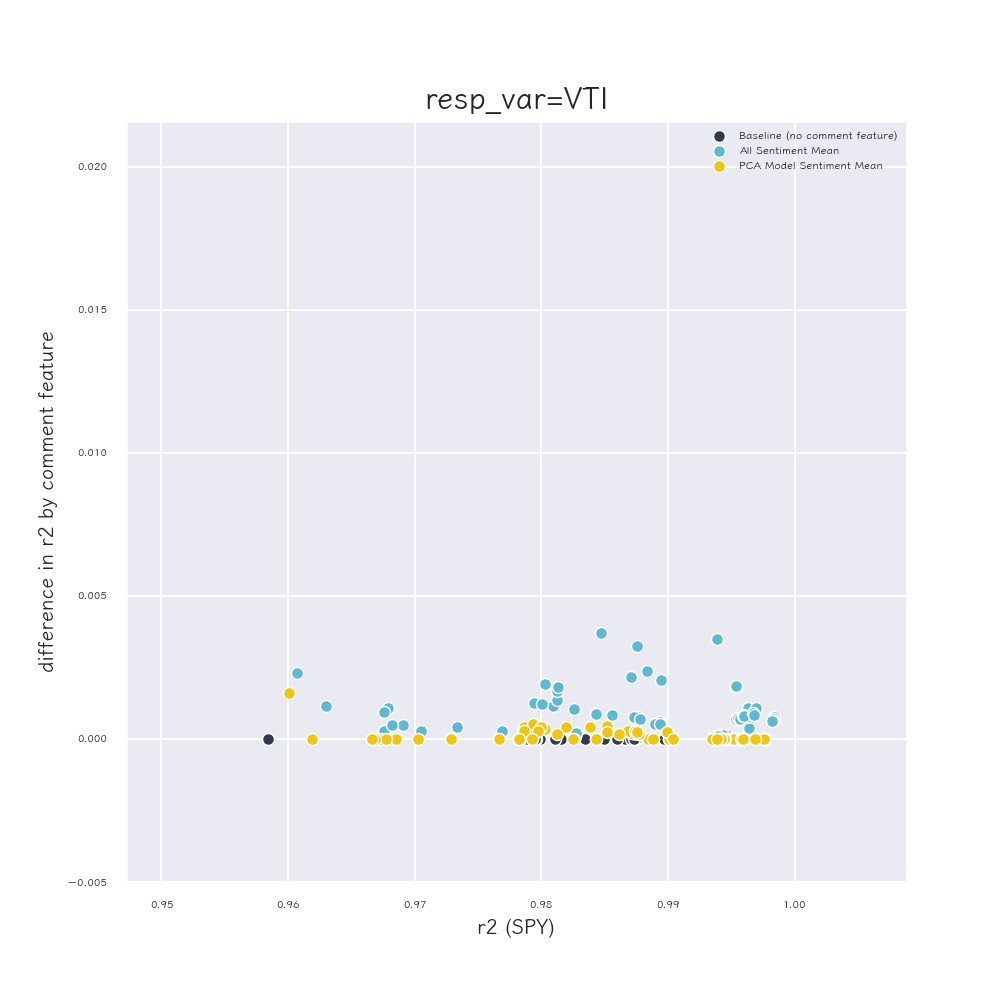 resp_var=VTI
Baseline (no comment feature)
All Sentiment Mean
PCA Model Sentiment Mean
difference in r2 by comment feature
0.020
0.015
0.010
0.005
0.000
−0.005
0.95 0.96 0.97 0.98 0.99 1.00
r2 (SPY)